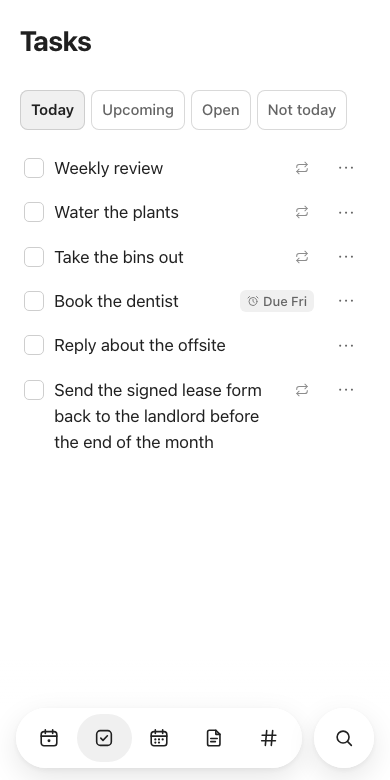 Tasks
Today
Upcoming
Open
Not today
Weekly review
Water the plants
Take the bins out
Book the dentist
Due Fri
Reply about the offsite
Send the signed lease form
back to the landlord before
the end of the month